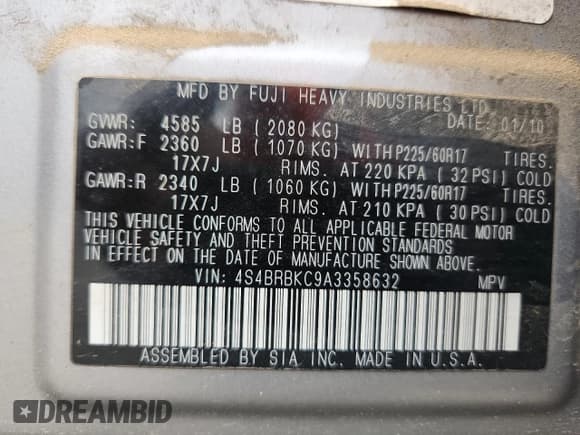 MFD BY FUJI HEAVY INDUSTRIES LTD.
DATE: 01/10
GVWR: 4585 LB ( 2080 KG)
GAWR:F 2360 LB ( 1070 KG) WITH P225/60R17 TIRES.
17X7J RIMS. AT 220 KPA ( 32 PSI) COLD
GAWR:R 2340 LB ( 1060 KG) WITH P225/60R17 TIRES.
17X7J RIMS. AT 210 KPA ( 30 PSI) COLD
THIS VEHICLE CONFORMS TO ALL APPLICABLE FEDERAL MOTOR
VEHICLE SAFETY AND THEFT PREVENTION STANDARDS
IN EFFECT ON THE DATE OF MANUFACTURE SHOWN ABOVE.
VIN: 4S4BRBKC9A3358632 MPV
ASSEMBLED BY SIA INC. MADE IN U.S.A.
DREAMBID